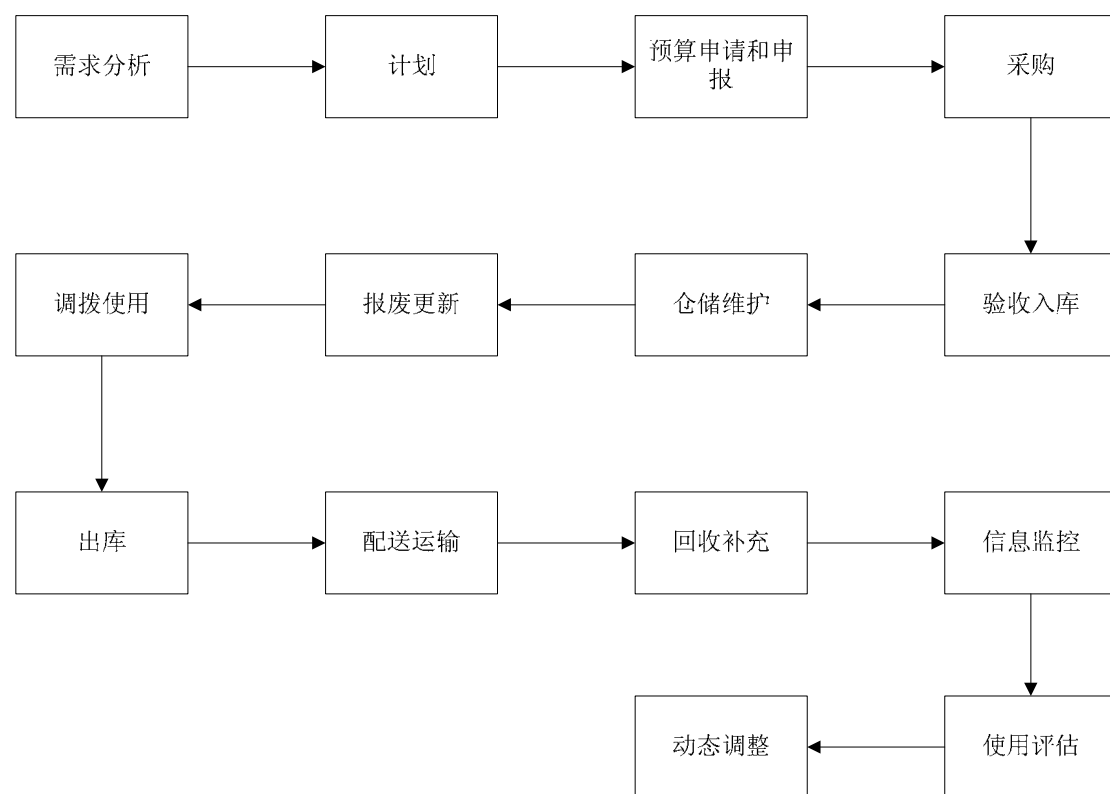 需求分析
计划
预算申请和申
报
采购
调拨使用
报废更新
仓储维护
验收入库
出库
配送运输
回收补充
信息监控
动态调整
使用评估